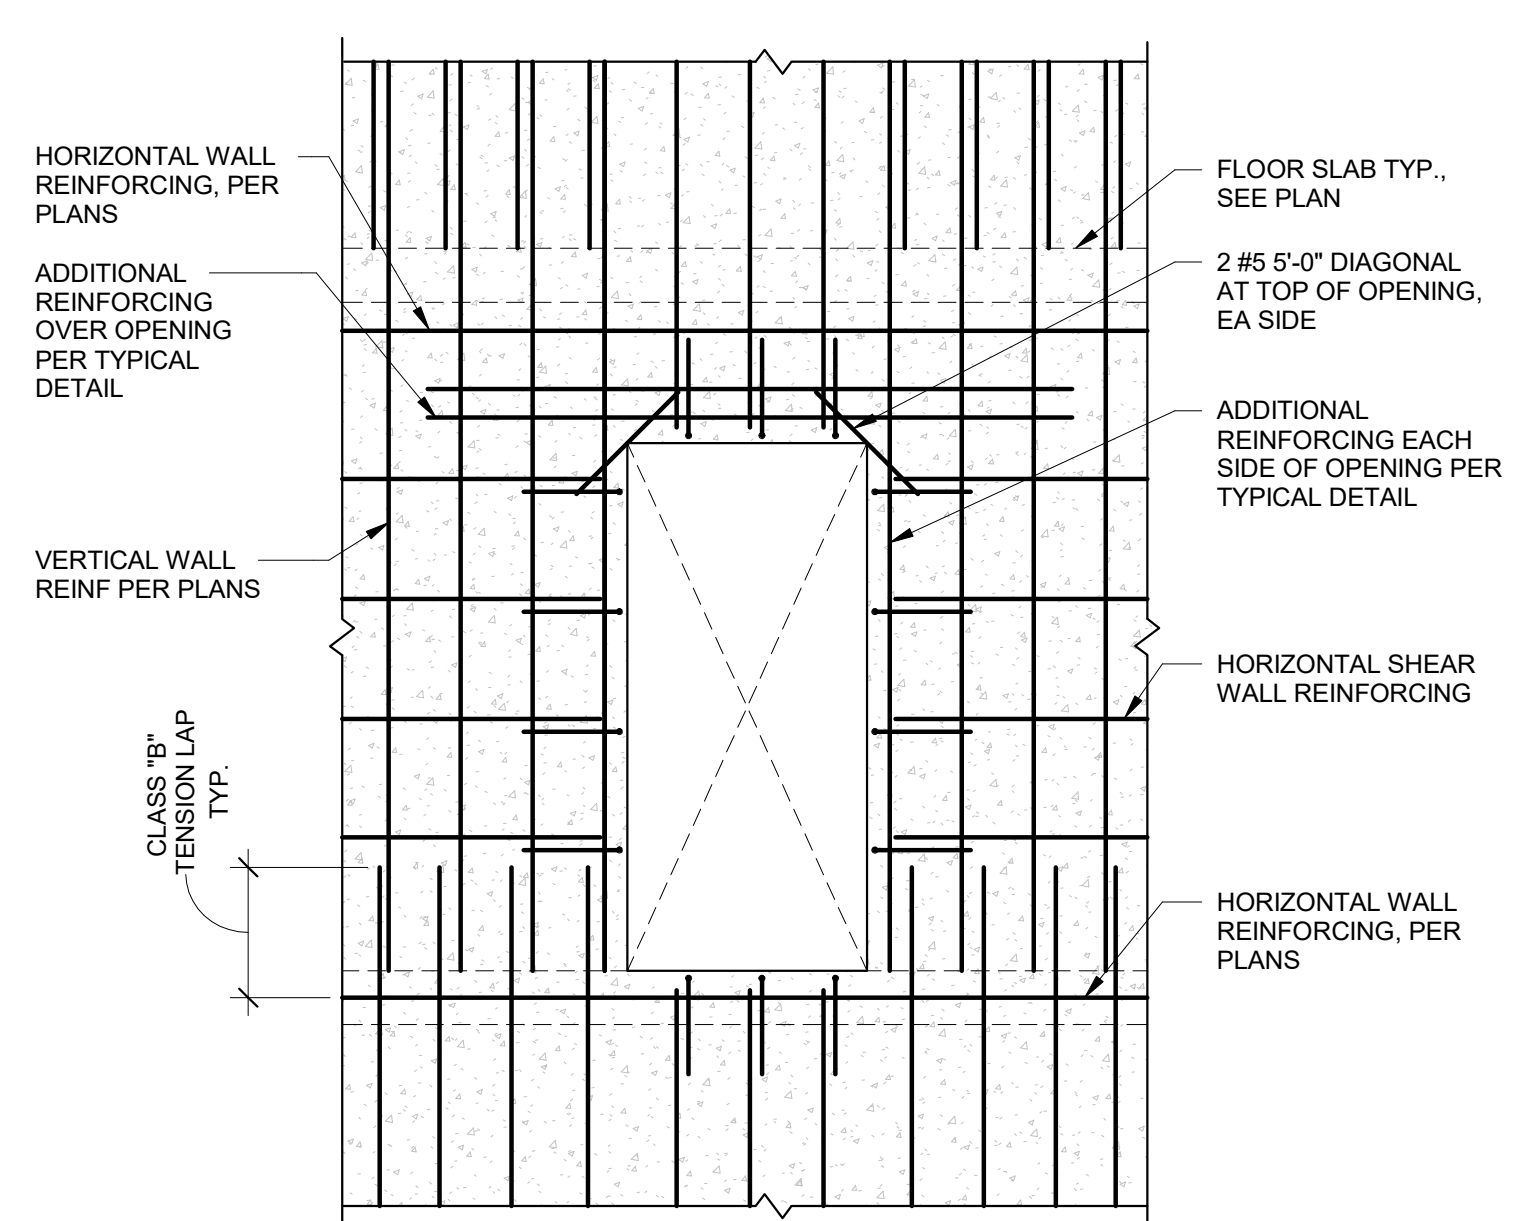 HORIZONTAL WALL
REINFORCING, PER
PLANS
ADDITIONAL
REINFORCING
OVER OPENING
PER TYPICAL
DETAIL
VERTICAL WALL
REINF PER PLANS
CLASS "B"
TENSION LAP
TYP.
FLOOR SLAB TYP.,
SEE PLAN
2 #5 5'-0" DIAGONAL
AT TOP OF OPENING,
EA SIDE
ADDITIONAL
REINFORCING EACH
SIDE OF OPENING PER
TYPICAL DETAIL
HORIZONTAL SHEAR
WALL REINFORCING
HORIZONTAL WALL
REINFORCING, PER
PLANS